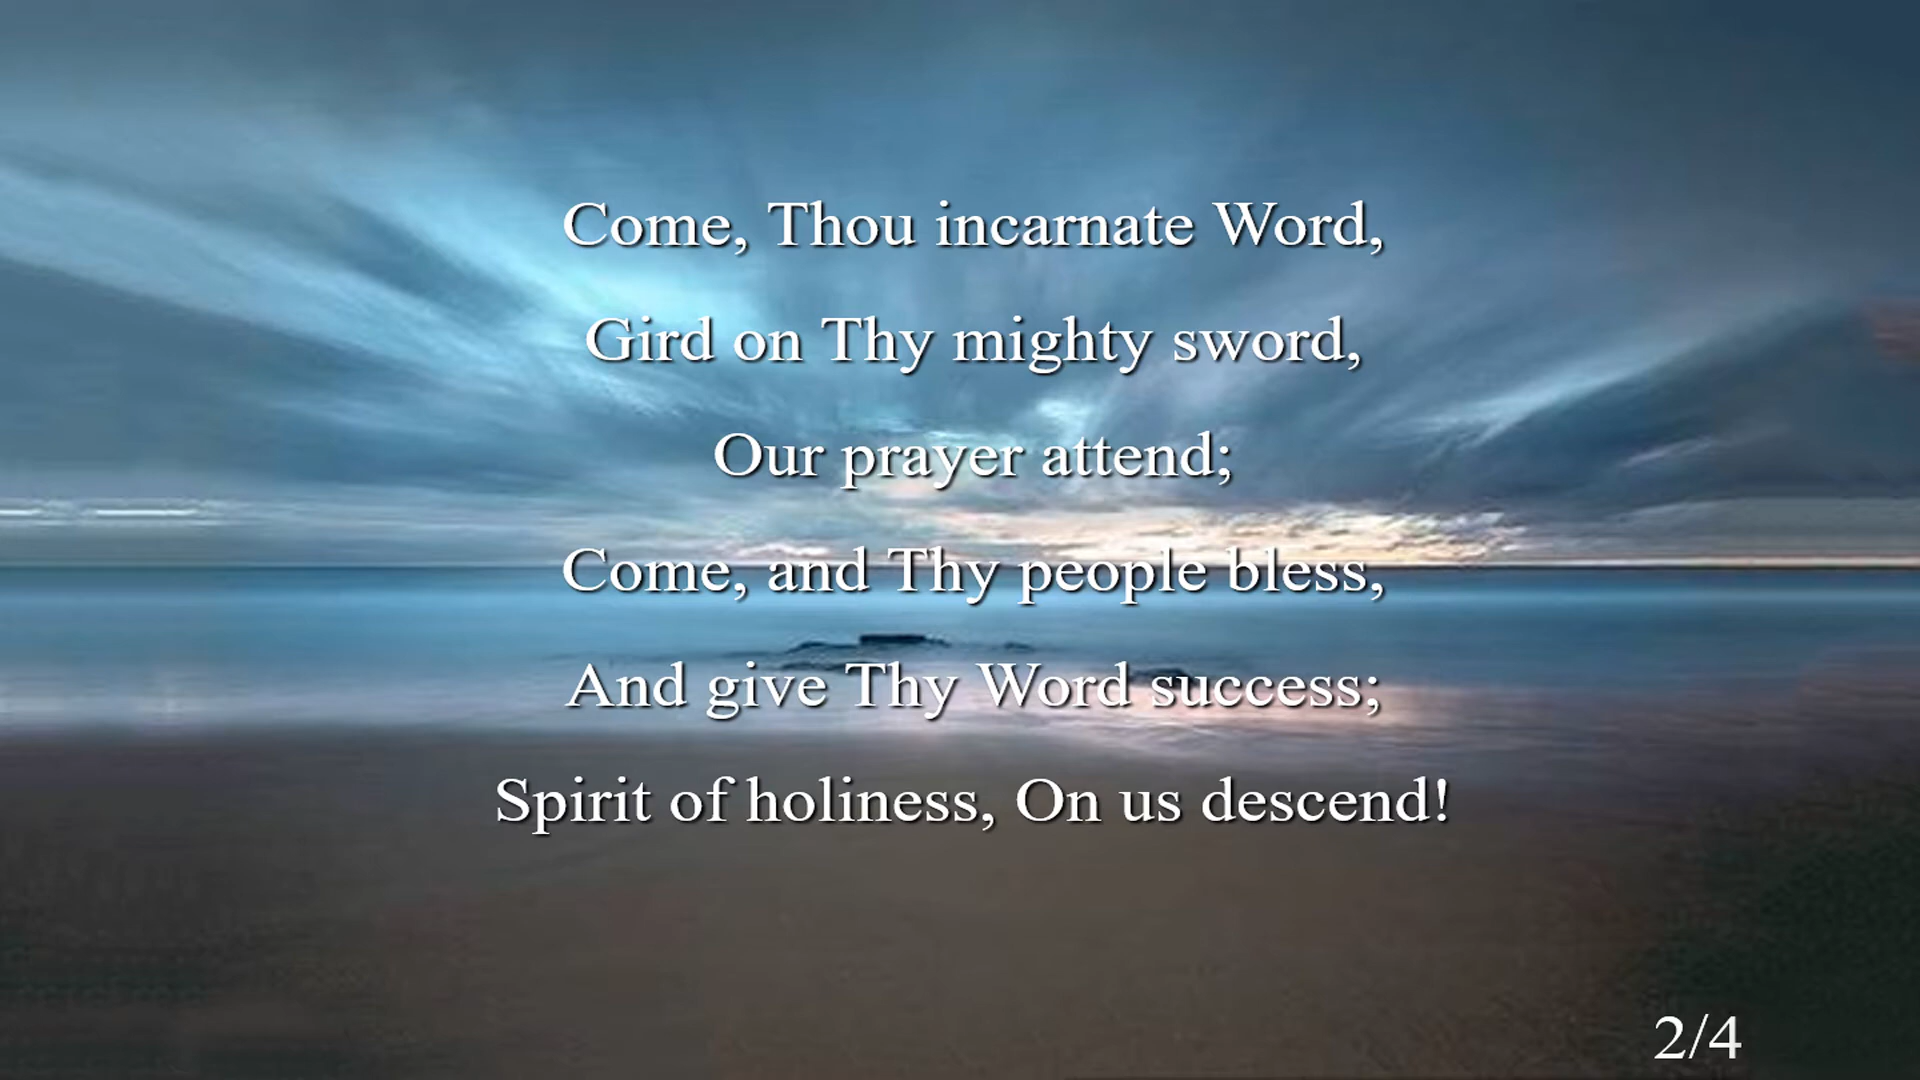 Come, Thou incarnate Word,
Gird on Thy mighty sword,
Our prayer attend;
Come, and Thy people bless,
And give Thy Word success;
Spirit of holiness, On us descend!
2/4